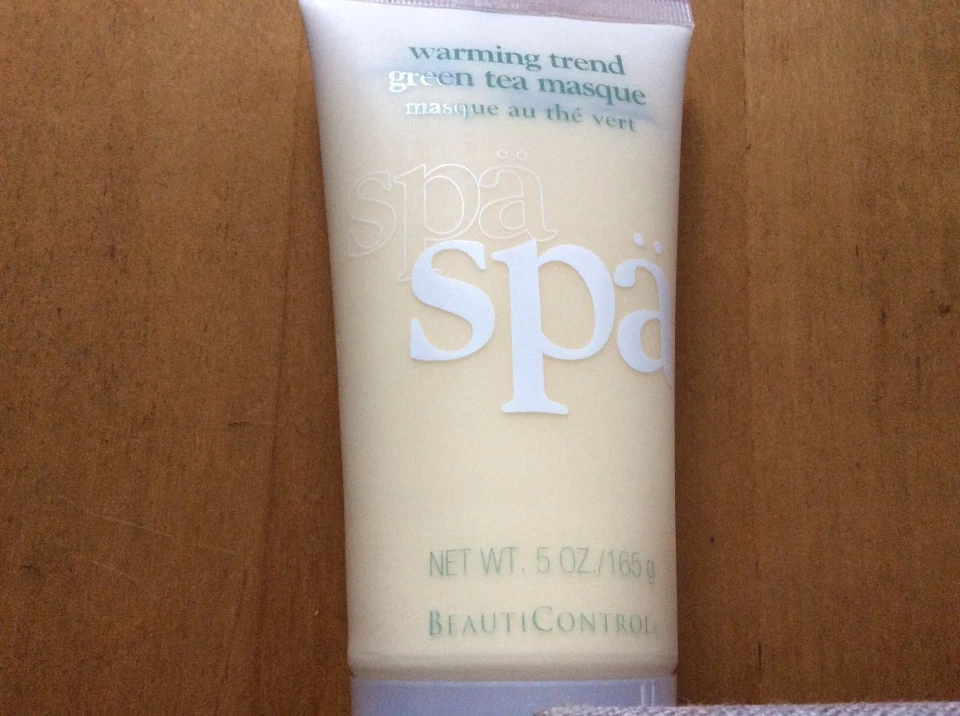 warming trend
green tea masque
masque au thé vert
spä
spä
NET WT. 5 OZ./165 g
BEAUTICONTROL